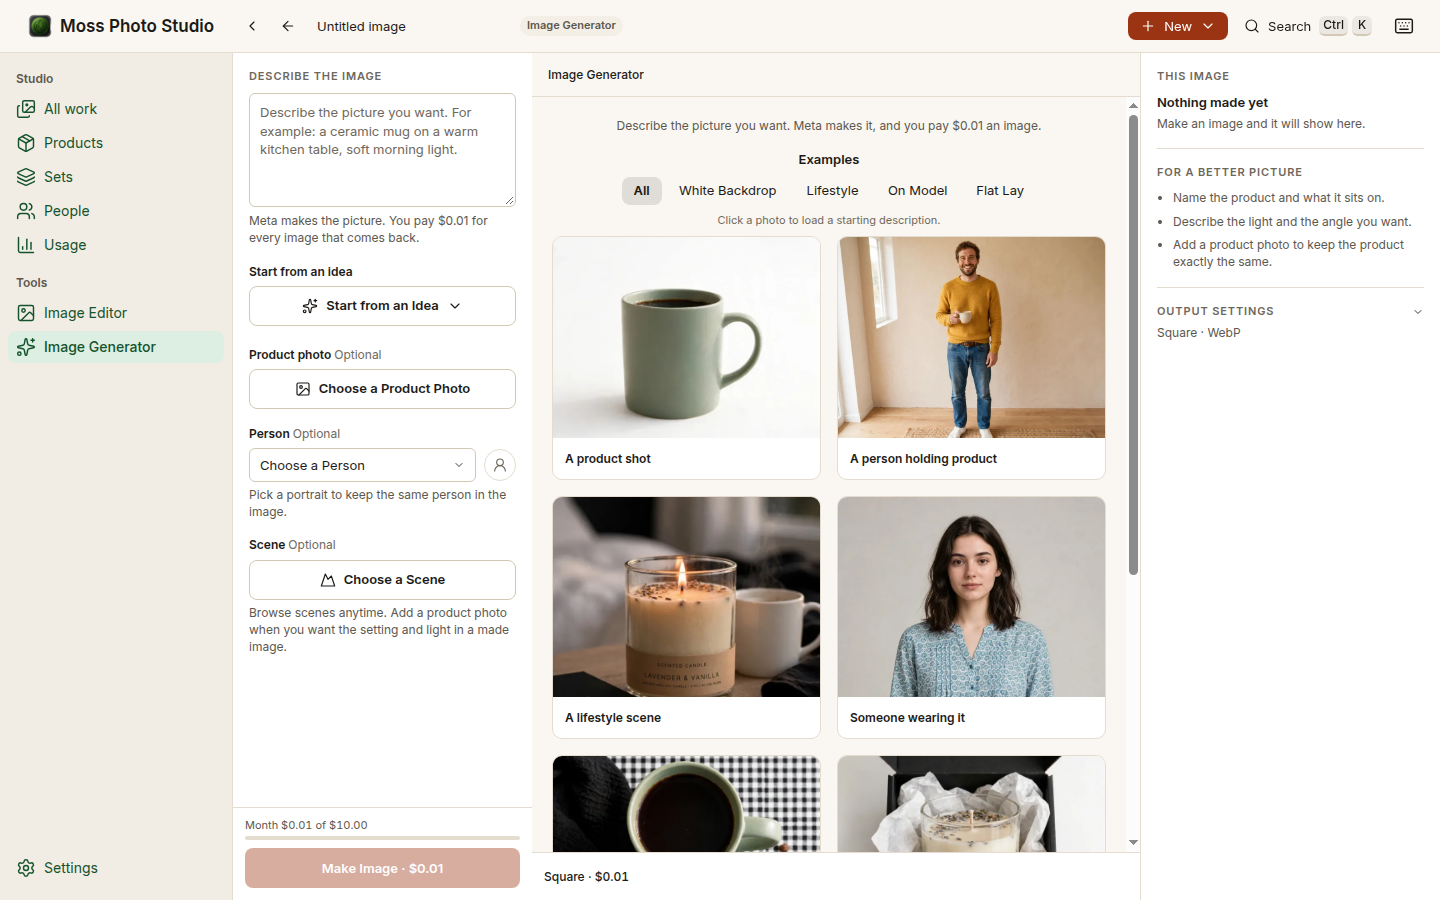 Moss Photo Studio
Untitled image
Image Generator
New
Search
Ctrl
K
Studio
All work
Products
Sets
People
Usage
Tools
Image Editor
Image Generator
Settings
DESCRIBE THE IMAGE
Describe the picture you want. For
example: a ceramic mug on a warm
kitchen table, soft morning light.
Meta makes the picture. You pay $0.01 for
every image that comes back.
Start from an idea
Start from an Idea
Product photo Optional
Choose a Product Photo
Person Optional
Choose a Person
Pick a portrait to keep the same person in the
image.
Scene Optional
Choose a Scene
Browse scenes anytime. Add a product photo
when you want the setting and light in a made
image.
Month $0.01 of $10.00
Make Image · $0.01
Image Generator
Describe the picture you want. Meta makes it, and you pay $0.01 an image.
Examples
All
White Backdrop
Lifestyle
On Model
Flat Lay
Click a photo to load a starting description.
A product shot
A person holding product
SCENTED CANDLE
LAVENDER & VANILLA
A lifestyle scene
Someone wearing it
Square · $0.01
THIS IMAGE
Nothing made yet
Make an image and it will show here.
FOR A BETTER PICTURE
• Name the product and what it sits on.
• Describe the light and the angle you want.
• Add a product photo to keep the product
exactly the same.
OUTPUT SETTINGS
Square · WebP